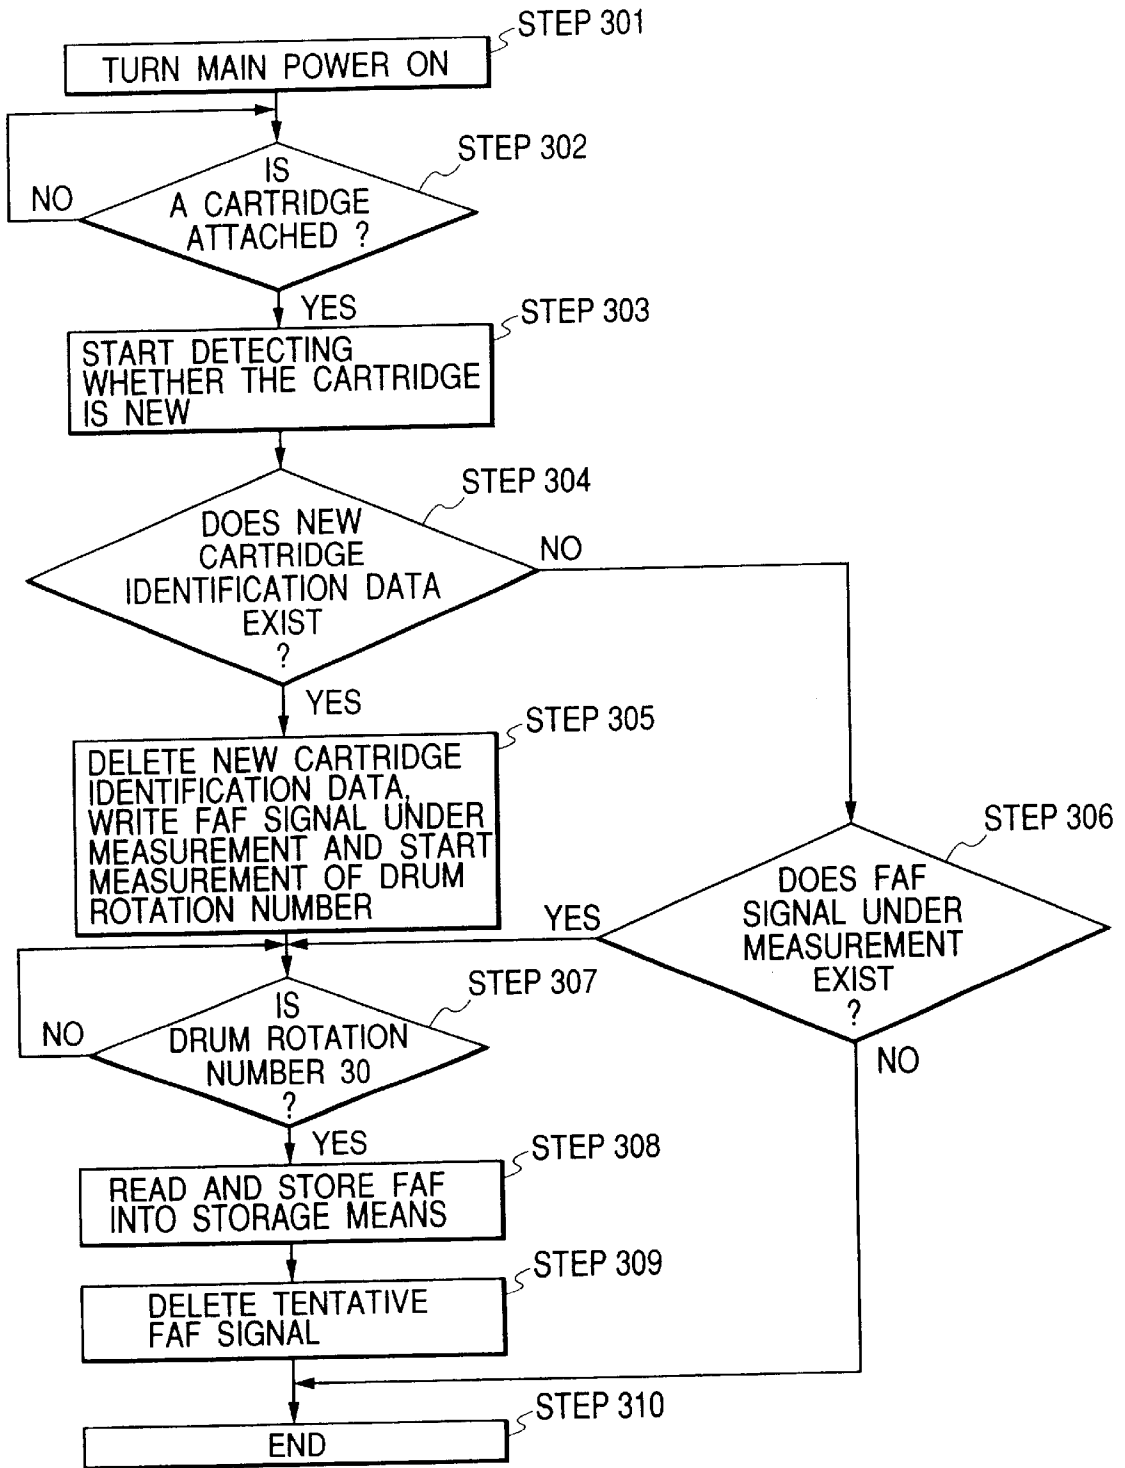 STEP 301
TURN MAIN POWER ON
STEP 302
IS
A CARTRIDGE
ATTACHED ?
NO
YES
STEP 303
START DETECTING
WHETHER THE CARTRIDGE
IS NEW
STEP 304
DOES NEW
CARTRIDGE
IDENTIFICATION DATA
EXIST
?
NO
YES
STEP 305
DELETE NEW CARTRIDGE
IDENTIFICATION DATA,
WRITE FAF SIGNAL UNDER
MEASUREMENT AND START
MEASUREMENT OF DRUM
ROTATION NUMBER
STEP 306
DOES FAF
SIGNAL UNDER
MEASUREMENT
EXIST
?
YES
NO
STEP 307
IS
DRUM ROTATION
NUMBER 30
?
NO
YES
STEP 308
READ AND STORE FAF
INTO STORAGE MEANS
STEP 309
DELETE TENTATIVE
FAF SIGNAL
STEP 310
END